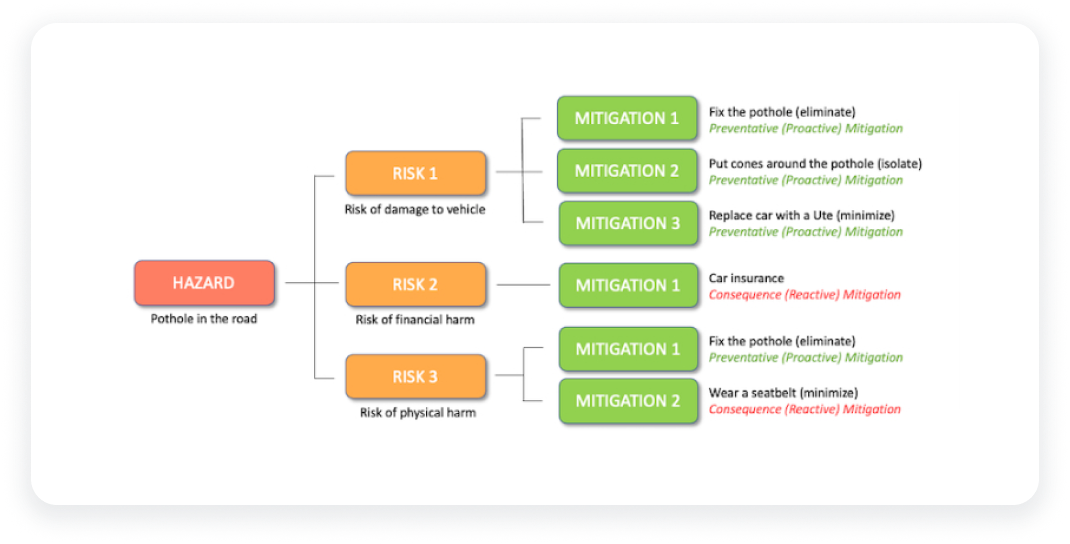 HAZARD
Pothole in the road
RISK 1
Risk of damage to vehicle
MITIGATION 1
Fix the pothole (eliminate)
Preventative (Proactive) Mitigation
MITIGATION 2
Put cones around the pothole (isolate)
Preventative (Proactive) Mitigation
MITIGATION 3
Replace car with a Ute (minimize)
Preventative (Proactive) Mitigation
RISK 2
Risk of financial harm
MITIGATION 1
Car insurance
Consequence (Reactive) Mitigation
RISK 3
Risk of physical harm
MITIGATION 1
Fix the pothole (eliminate)
Preventative (Proactive) Mitigation
MITIGATION 2
Wear a seatbelt (minimize)
Consequence (Reactive) Mitigation